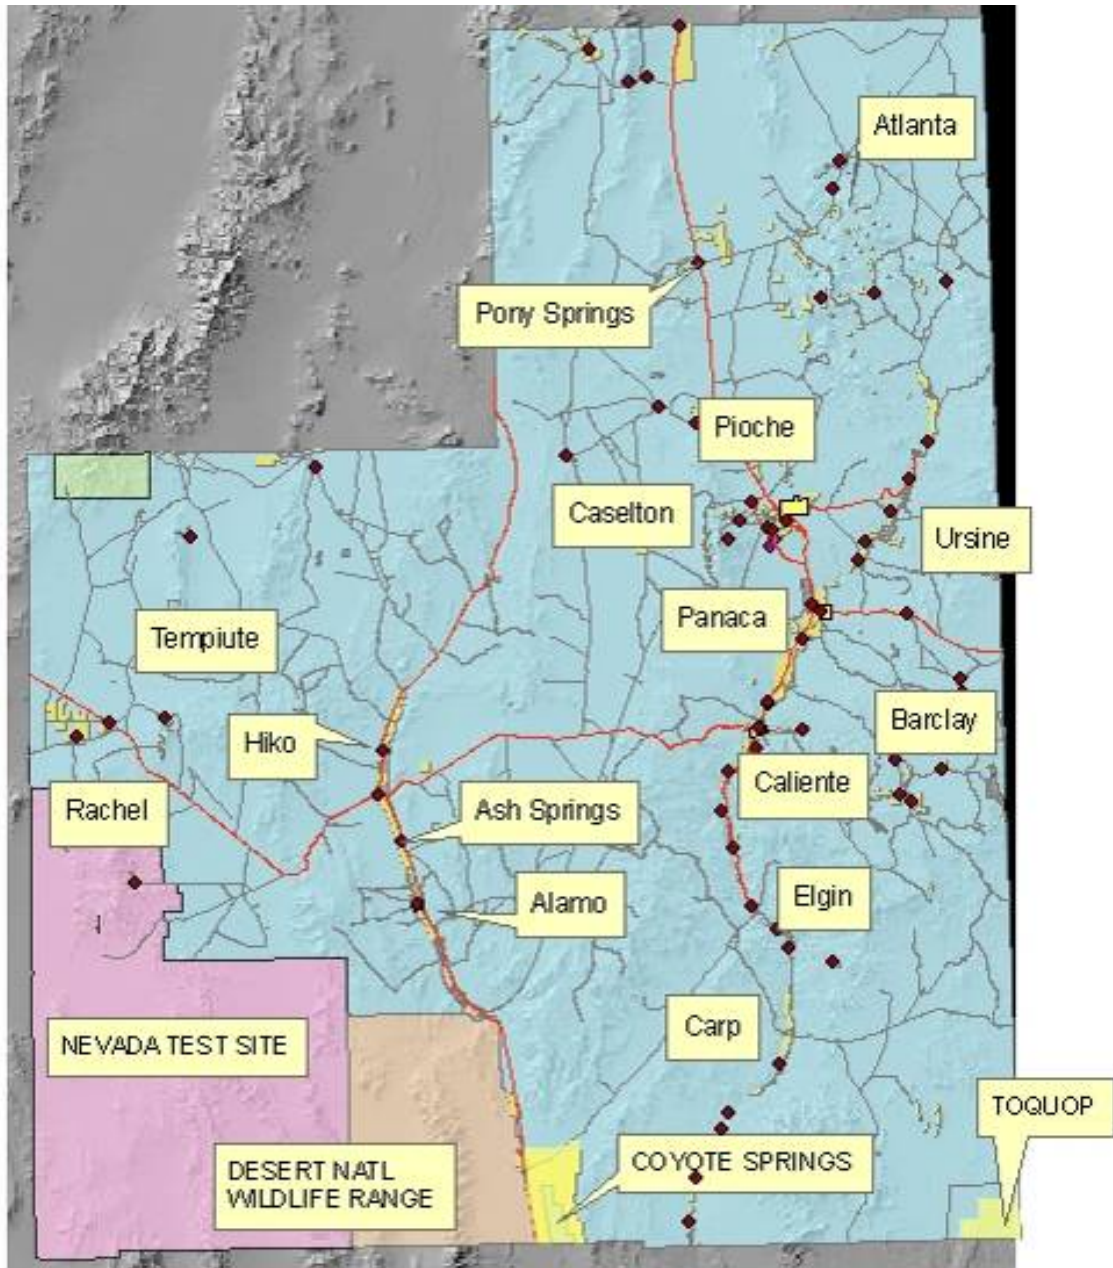 Atlanta
Pony Springs
Pioche
Caselton
Ursine
Panaca
Tempiute
Barclay
Hiko
Caliente
Rachel
Ash Springs
Elgin
Alamo
Carp
NEVADA TEST SITE
TOQUOP
COYOTE SPRINGS
DESERT NATL
WILDLIFE RANGE